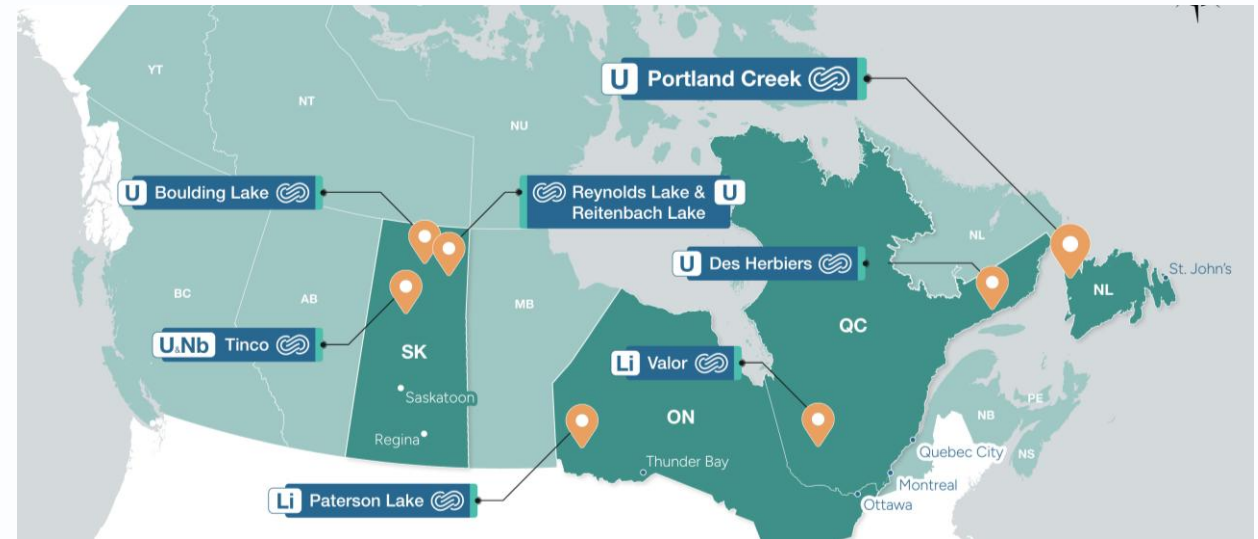 YT
NT
NU
U Portland Creek
U Boulding Lake
Reynolds Lake & U
Reitenbach Lake
NL
U Des Herbiers
St. John's
NL
BC
AB
MB
QC
U&Nb Tinco
SK
Li Valor
Saskatoon
ON
PE
NB
Regina
Quebec City
NS
Thunder Bay
Montreal
Li Paterson Lake
Ottawa